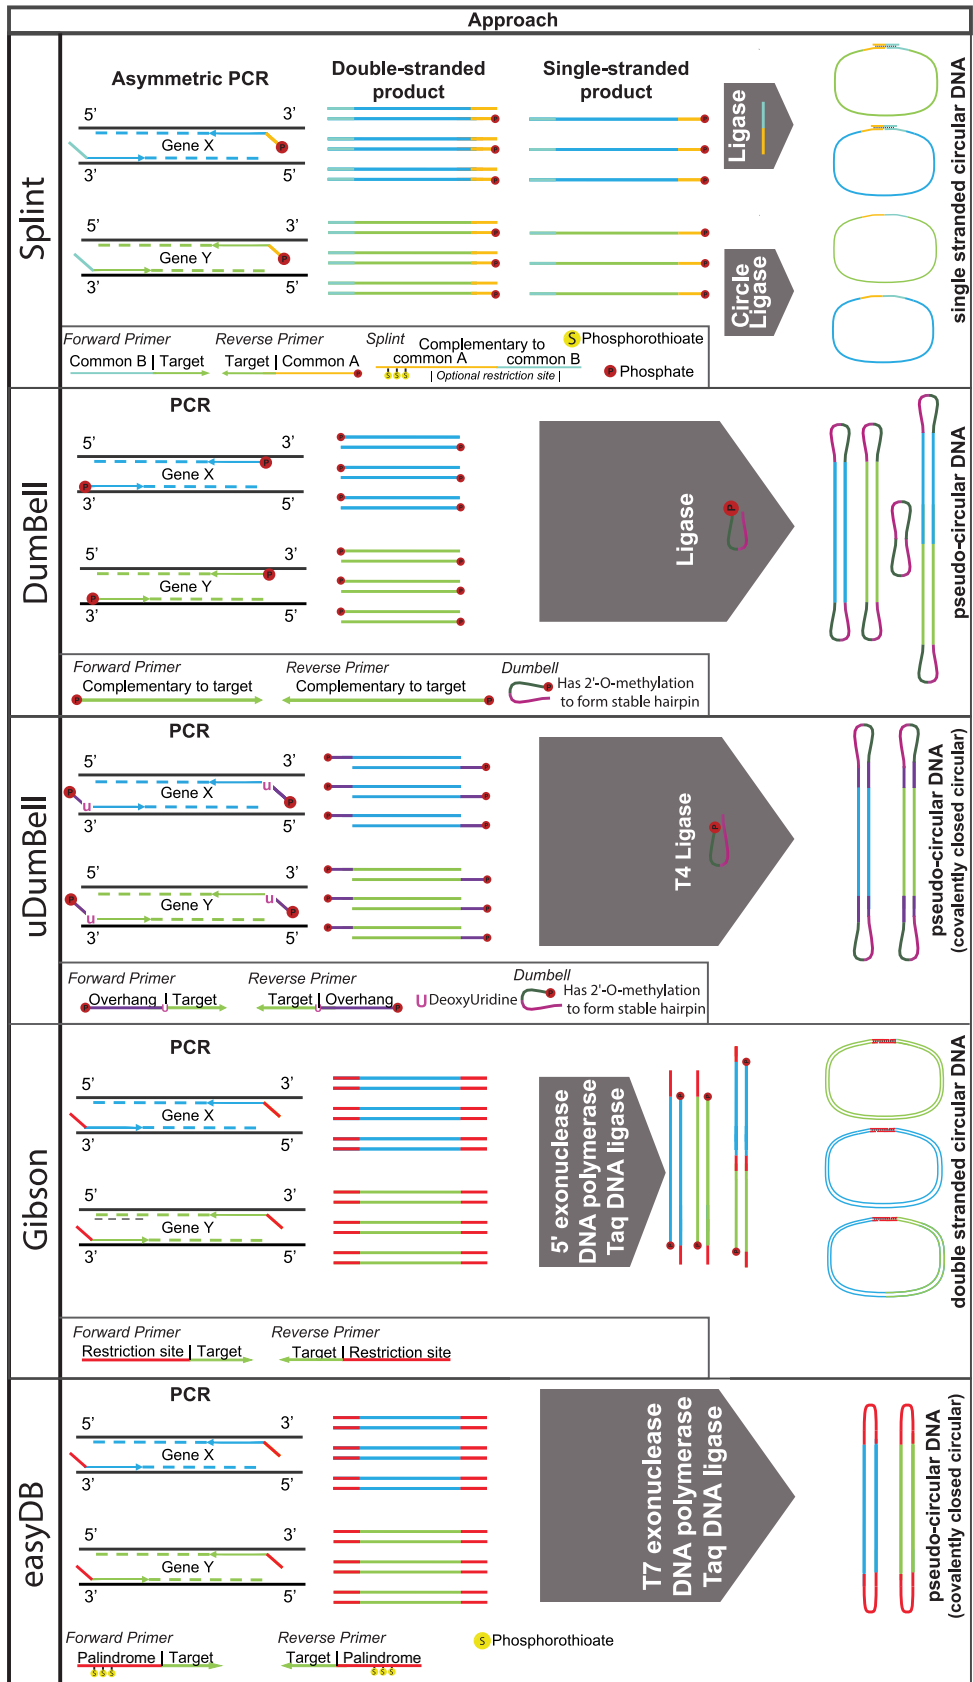 Approach
Splint
Asymmetric PCR
Double-stranded
product
Single-stranded
product
5' 3'
Gene X
P
3' 5'
5' 3'
Gene Y
P
3' 5'
P
P
P
P
P
P
P
P
P
P
P
P
Ligase
Circle
Ligase
single stranded circular DNA
Forward Primer
Common B | Target
Reverse Primer
Target | Common A
P
Splint
Complementary to
common A common B
S S S
| Optional restriction site |
S Phosphorothioate
P Phosphate
DumBell
PCR
5' 3'
P
Gene X
P
3' 5'
5' 3'
P
Gene Y
P
3' 5'
P
P
P
P
P
P
P
P
P
P
P
P
Ligase
P
pseudo-circular DNA
Forward Primer
P Complementary to target
Reverse Primer
Complementary to target P
Dumbell
P Has 2'-O-methylation
to form stable hairpin
uDumBell
PCR
5' 3'
P u Gene X u P
3' 5'
5' 3'
P u Gene Y u P
3' 5'
P
P
P
P
P
P
P
P
P
P
P
P
T4 Ligase
P
pseudo-circular DNA
(covalently closed circular)
Forward Primer
P Overhang | Target
U
Reverse Primer
Target | Overhang P
U
U DeoxyUridine
Dumbell
P Has 2'-O-methylation
to form stable hairpin
Gibson
PCR
5' 3'
Gene X
3' 5'
5' 3'
Gene Y
3' 5'
5' exonuclease
DNA polymerase
Taq DNA ligase
P
P
P
P
P
P
double stranded circular DNA
Forward Primer
Restriction site | Target
Reverse Primer
Target | Restriction site
easyDB
PCR
5' 3'
Gene X
3' 5'
5' 3'
Gene Y
3' 5'
T7 exonuclease
DNA polymerase
Taq DNA ligase
pseudo-circular DNA
(covalently closed circular)
Forward Primer
Palindrome | Target
S S S
Reverse Primer
Target | Palindrome
S S S
S Phosphorothioate